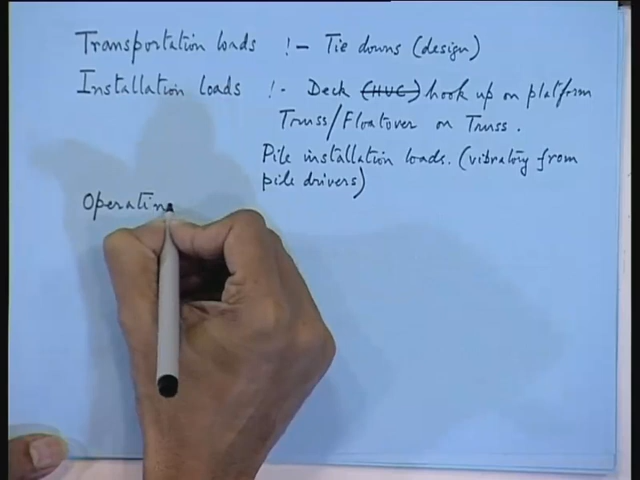 Transportation loads :- Tie downs (design)
Installation loads :- Deck (HUC) hook up on platform
Truss/Floatover on Truss.
Pile installation loads. (vibratory from
pile drivers)
Operatin